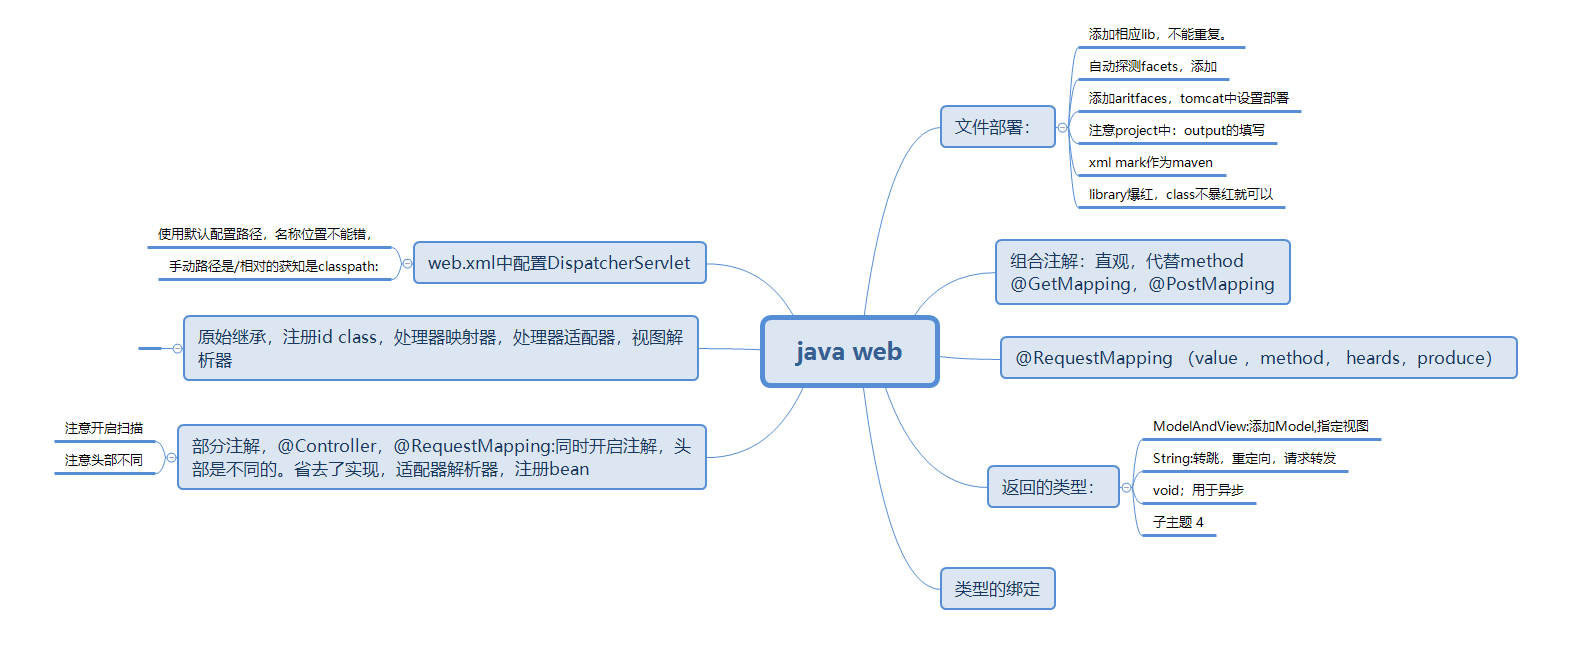 java web
文件部署：
添加相应lib，不能重复。
自动探测facets，添加
添加aritfaces，tomcat中设置部署
注意project中：output的填写
xml mark作为maven
library爆红，class不暴红就可以
组合注解：直观，代替method
@GetMapping，@PostMapping
@RequestMapping （value ，method， heards，produce）
返回的类型：
ModelAndView:添加Model,指定视图
String:转跳，重定向，请求转发
void；用于异步
子主题 4
类型的绑定
web.xml中配置DispatcherServlet
使用默认配置路径，名称位置不能错，
手动路径是/相对的获知是classpath:
原始继承，注册id class，处理器映射器，处理器适配器，视图解
析器
部分注解，@Controller，@RequestMapping:同时开启注解，头
部是不同的。省去了实现，适配器解析器，注册bean
注意开启扫描
注意头部不同